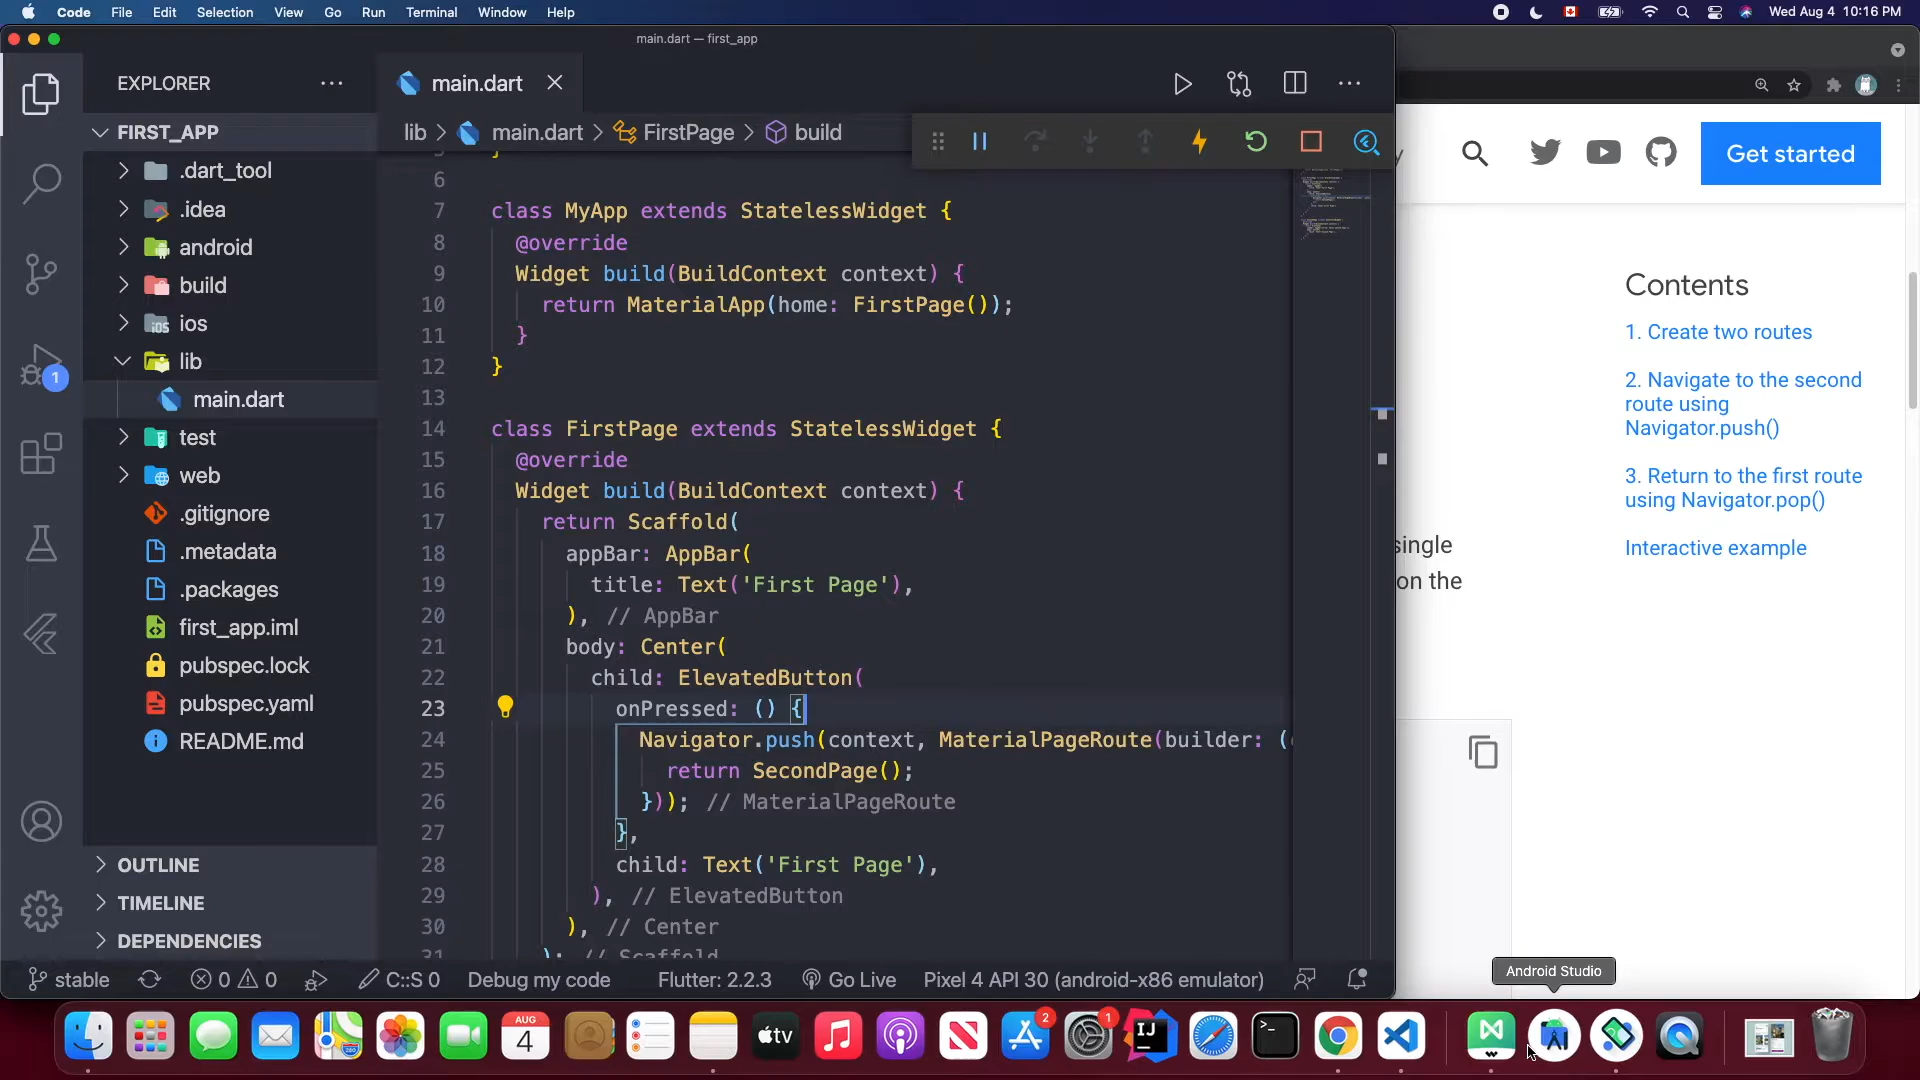 Code File Edit Selection View Go Run Terminal Window Help
Wed Aug 4 10:16 PM
main.dart — first_app
EXPLORER
main.dart
FIRST_APP
lib > main.dart > FirstPage > build
.dart_tool
.idea
android
build
ios
lib
main.dart
test
web
.gitignore
.metadata
.packages
first_app.iml
pubspec.lock
pubspec.yaml
README.md
OUTLINE
TIMELINE
DEPENDENCIES
1
6
7 class MyApp extends StatelessWidget {
8 @override
9 Widget build(BuildContext context) {
10 return MaterialApp(home: FirstPage());
11 }
12 }
13
14 class FirstPage extends StatelessWidget {
15 @override
16 Widget build(BuildContext context) {
17 return Scaffold(
18 appBar: AppBar(
19 title: Text('First Page'),
20 ), // AppBar
21 body: Center(
22 child: ElevatedButton(
23 onPressed: () {
24 Navigator.push(context, MaterialPageRoute(builder: (
25 return SecondPage();
26 })); // MaterialPageRoute
27 },
28 child: Text('First Page'),
29 ), // ElevatedButton
30 ), // Center
31 ); // Scaffold
Get started
Contents
1. Create two routes
2. Navigate to the second
route using
Navigator.push()
3. Return to the first route
using Navigator.pop()
Interactive example
single
on the
Android Studio
stable 0 0 C::S 0 Debug my code Flutter: 2.2.3 Go Live Pixel 4 API 30 (android-x86 emulator)
AUG
4
tv
2
1
IJ